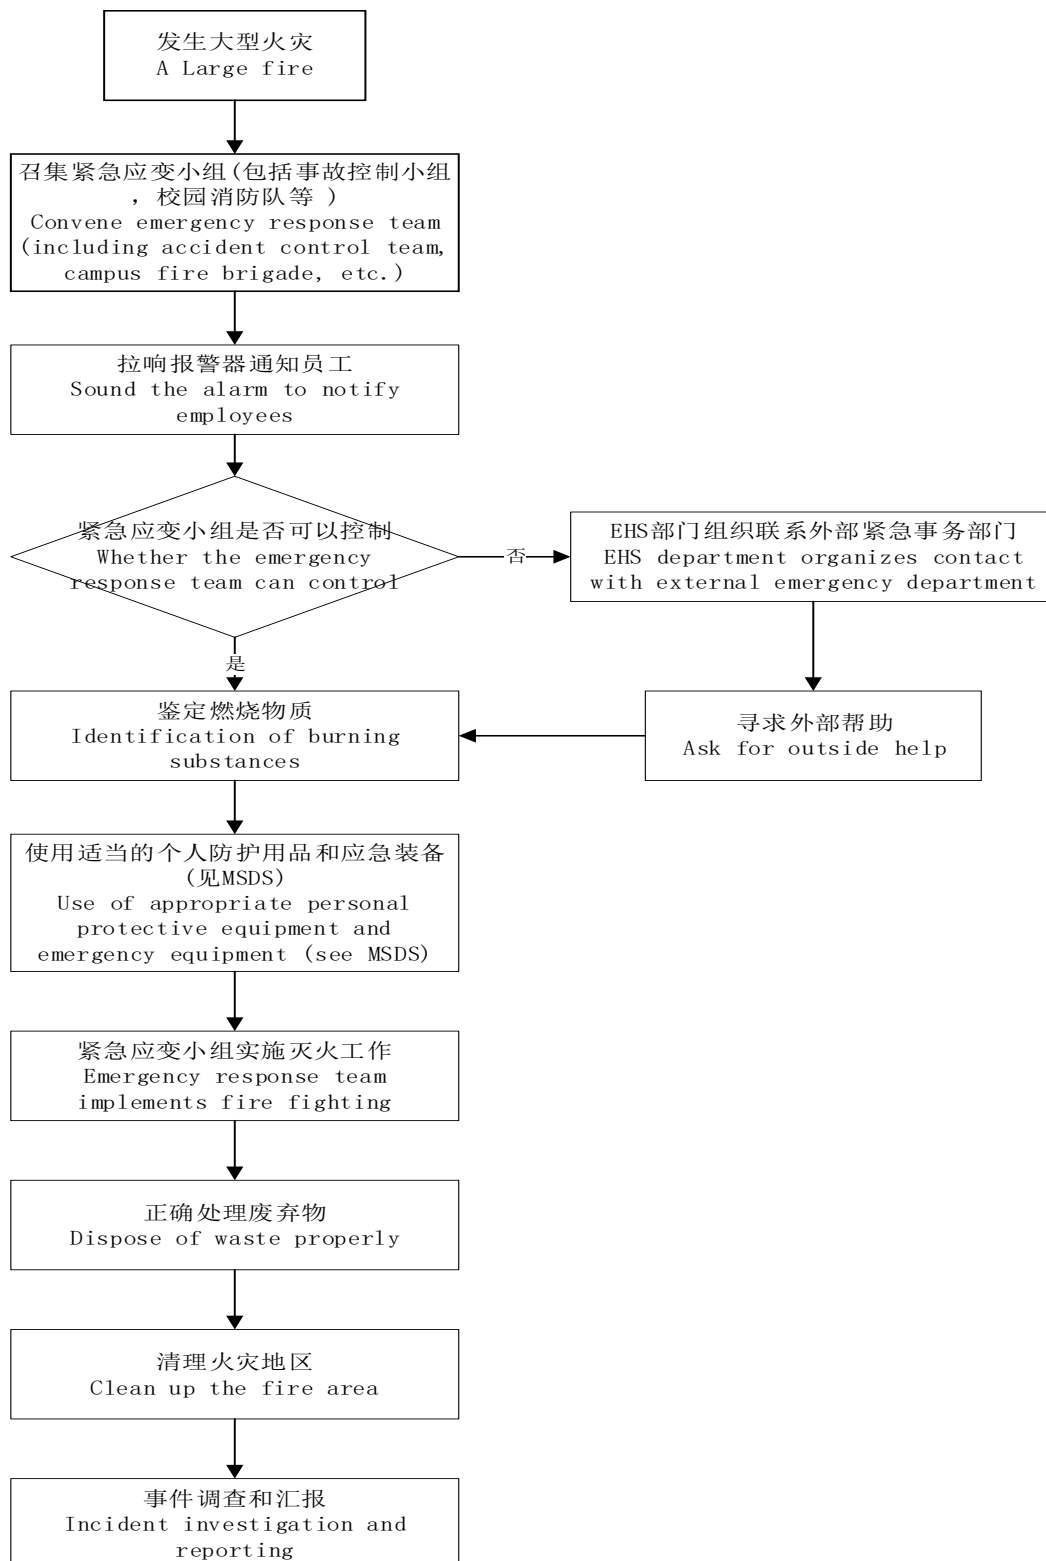 发生大型火灾
A Large fire
召集紧急应变小组(包括事故控制小组
，校园消防队等 )
Convene emergency response team
(including accident control team,
campus fire brigade, etc.)
拉响报警器通知员工
Sound the alarm to notify
employees
紧急应变小组是否可以控制
Whether the emergency
response team can control
否
EHS部门组织联系外部紧急事务部门
EHS department organizes contact
with external emergency department
是
鉴定燃烧物质
Identification of burning
substances
寻求外部帮助
Ask for outside help
使用适当的个人防护用品和应急装备
(见MSDS)
Use of appropriate personal
protective equipment and
emergency equipment (see MSDS)
紧急应变小组实施灭火工作
Emergency response team
implements fire fighting
正确处理废弃物
Dispose of waste properly
清理火灾地区
Clean up the fire area
事件调查和汇报
Incident investigation and
reporting